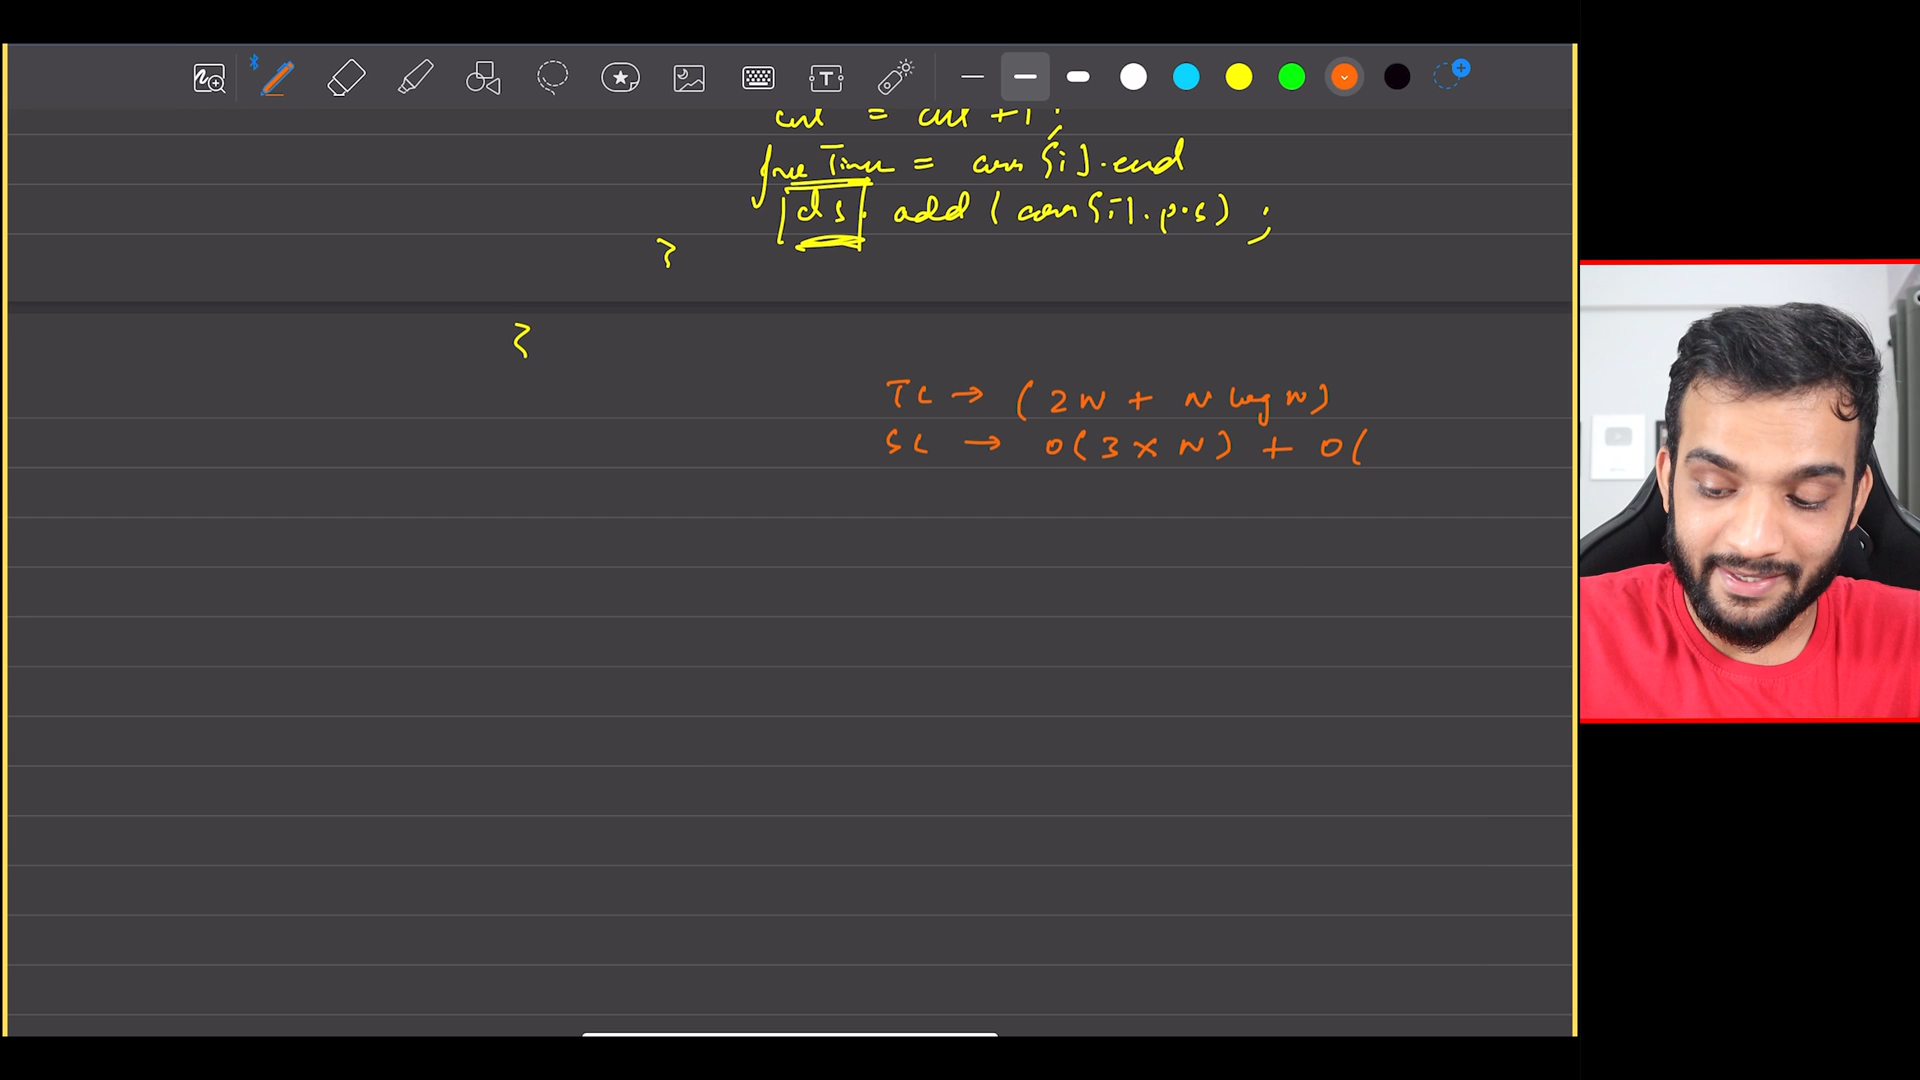 cnt = cnt + 1;
freeTime = arr[i].end
ds. add (arr[i].pos);
}
}
TC → (2N + N log N)
SC → O(3 × N) + O(